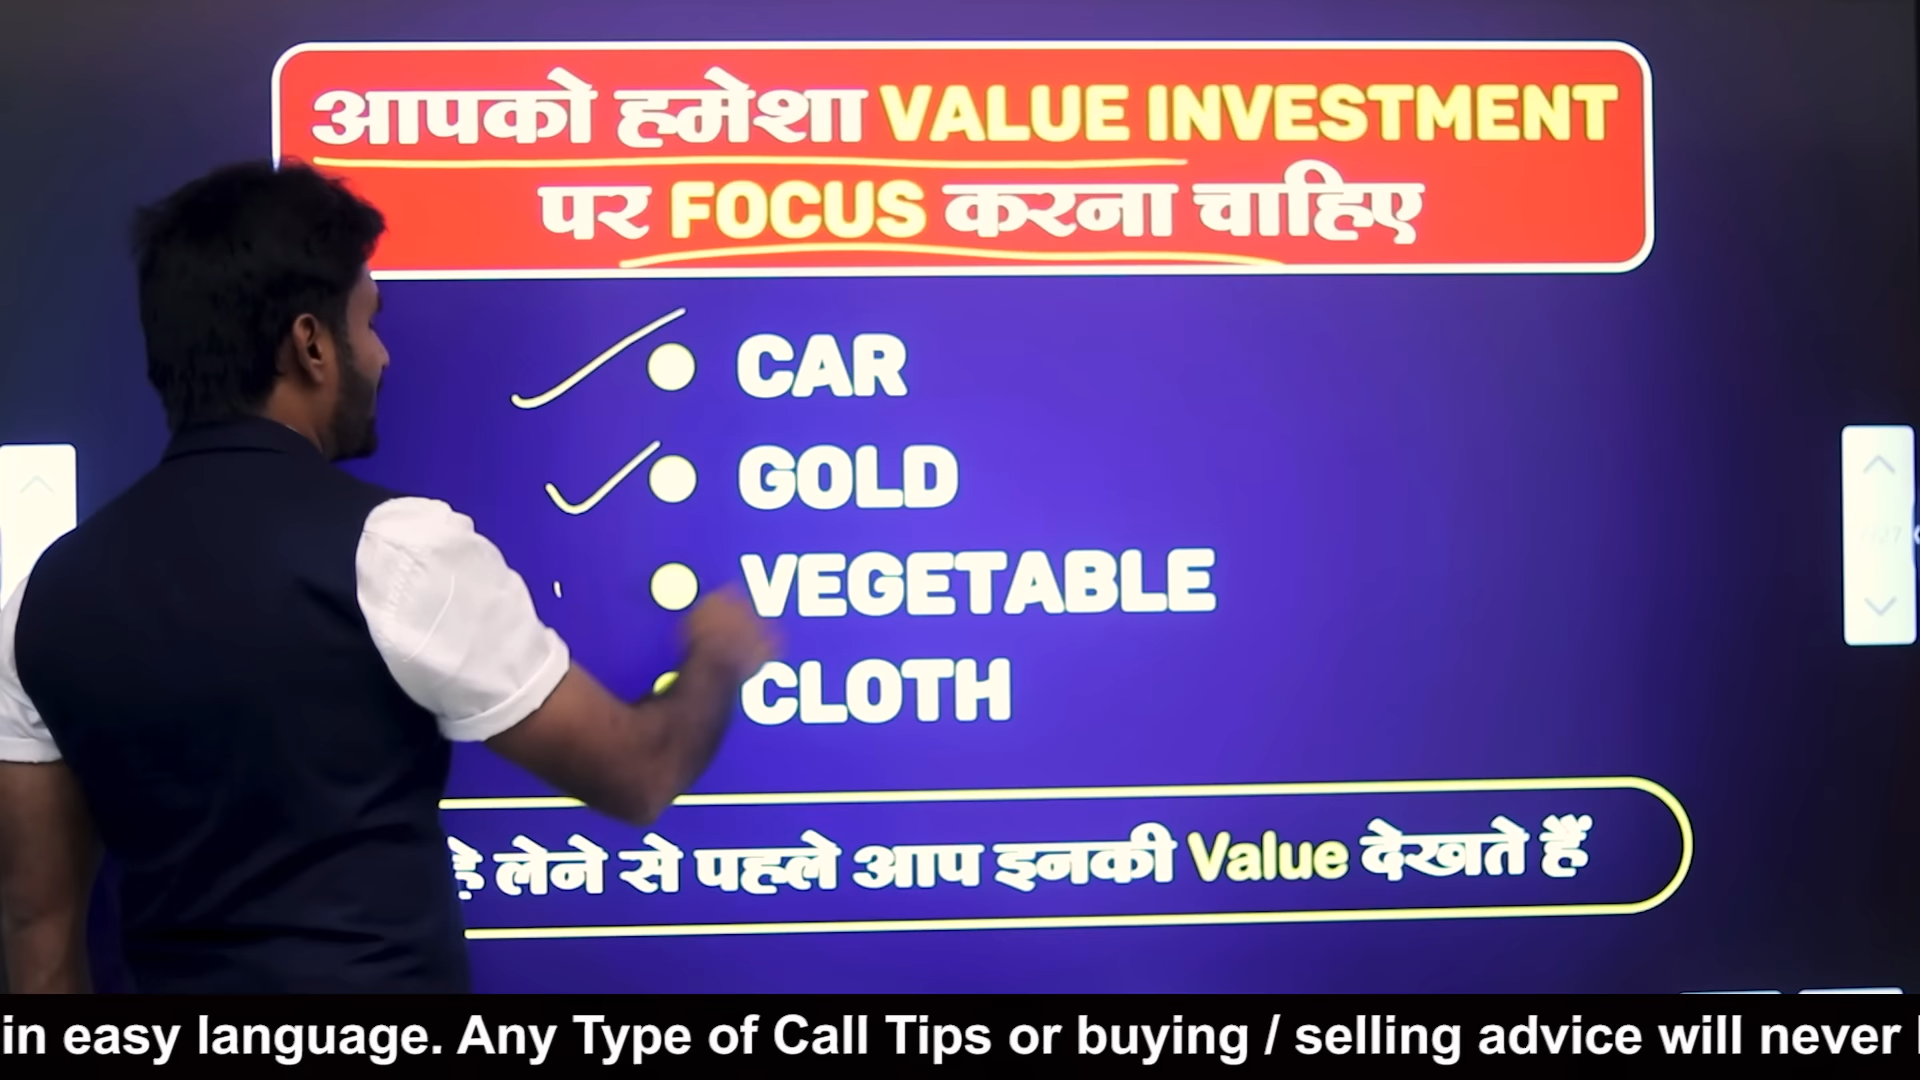 आपको हमेशा VALUE INVESTMENT
पर FOCUS करना चाहिए
CAR
GOLD
VEGETABLE
CLOTH
लेने से पहले आप इनकी Value देखते हैं
in easy language. Any Type of Call Tips or buying / selling advice will never